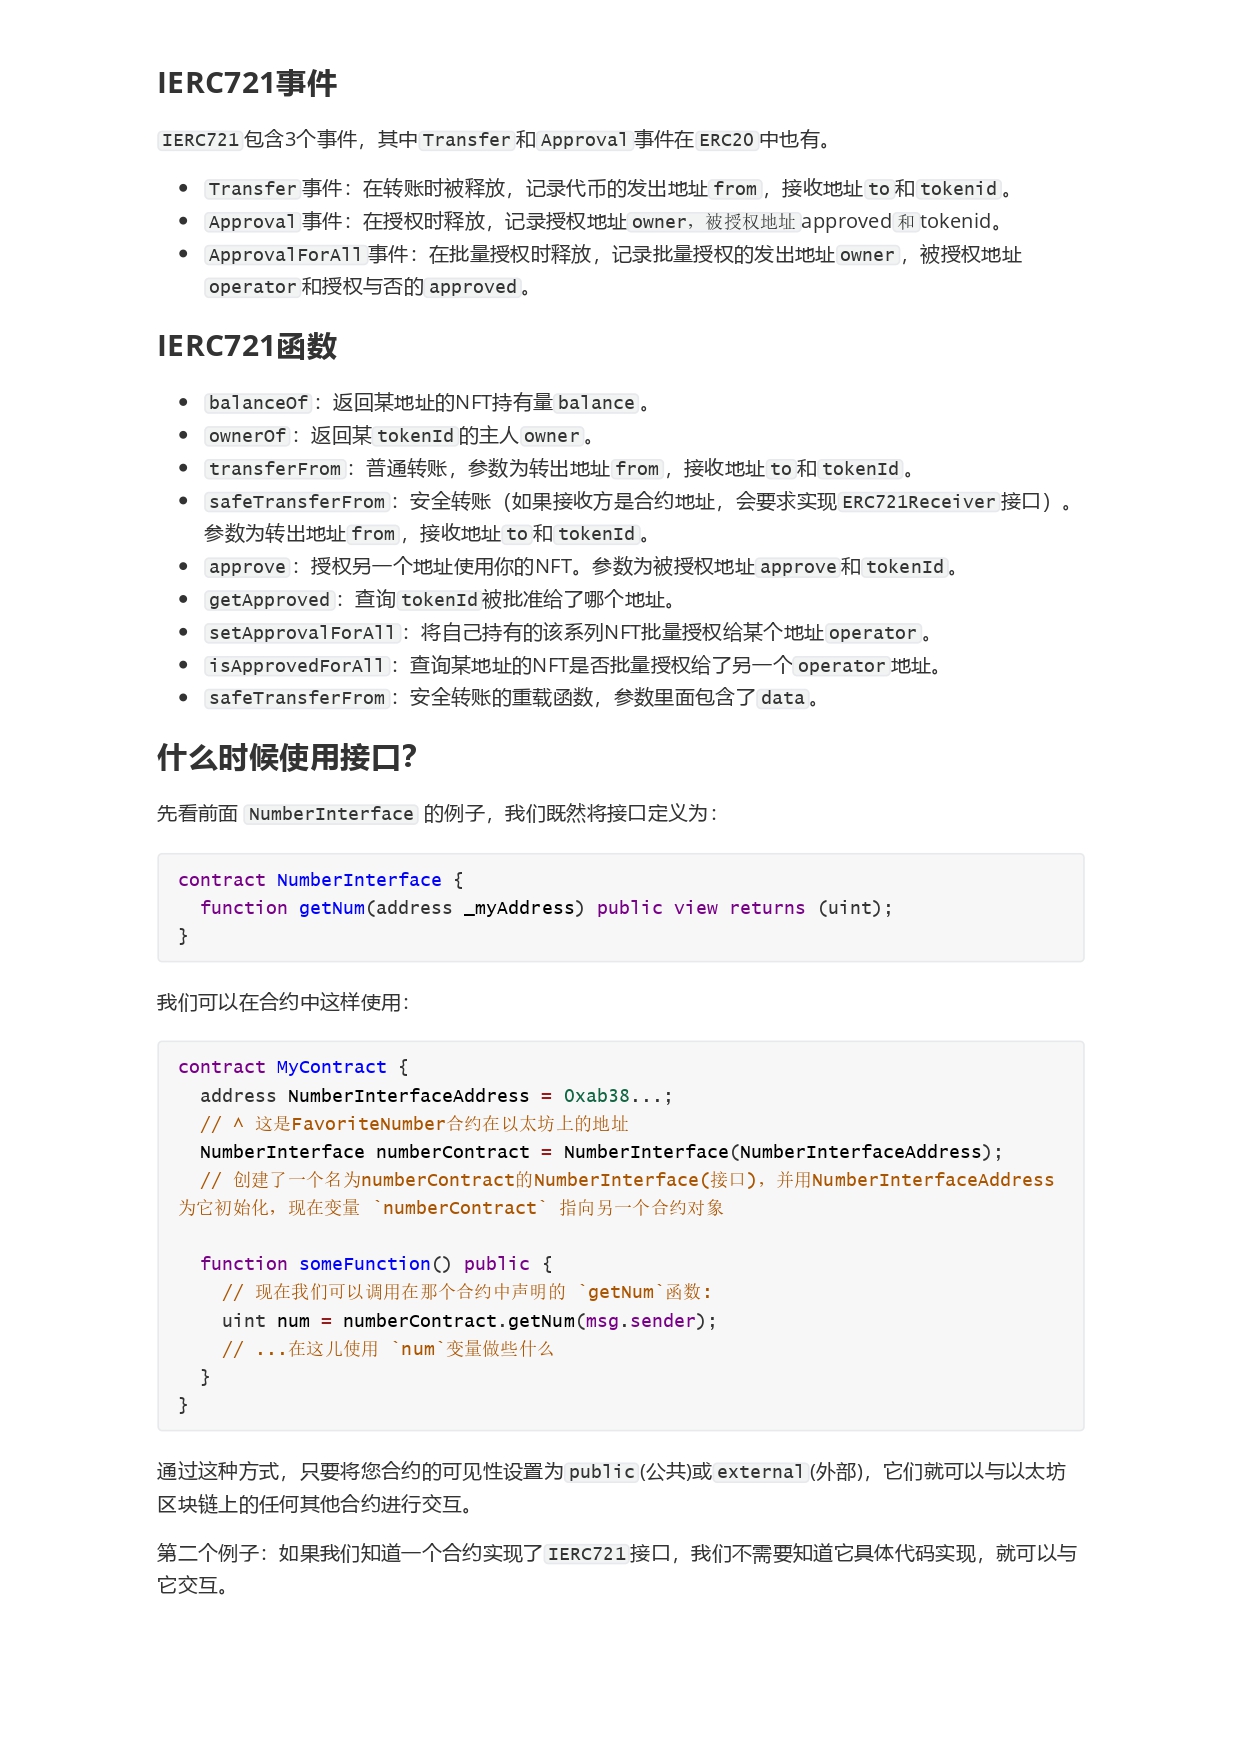 IERC721事件
IERC721包含3个事件，其中Transfer和Approval事件在ERC20中也有。
Transfer事件：在转账时被释放，记录代币的发出地址from，接收地址to和tokenid。
Approval事件：在授权时释放，记录授权地址owner，被授权地址approved和tokenid。
ApprovalForAll事件：在批量授权时释放，记录批量授权的发出地址owner，被授权地址
operator和授权与否的approved。
IERC721函数
balanceOf：返回某地址的NFT持有量balance。
ownerOf：返回某tokenId的主人owner。
transferFrom：普通转账，参数为转出地址from，接收地址to和tokenId。
safeTransferFrom：安全转账（如果接收方是合约地址，会要求实现ERC721Receiver接口）。
参数为转出地址from，接收地址to和tokenId。
approve：授权另一个地址使用你的NFT。参数为被授权地址approve和tokenId。
getApproved：查询tokenId被批准给了哪个地址。
setApprovalForAll：将自己持有的该系列NFT批量授权给某个地址operator。
isApprovedForAll：查询某地址的NFT是否批量授权给了另一个operator地址。
safeTransferFrom：安全转账的重载函数，参数里面包含了data。
什么时候使用接口？
先看前面 NumberInterface 的例子，我们既然将接口定义为：
contract NumberInterface {
  function getNum(address _myAddress) public view returns (uint);
}
我们可以在合约中这样使用：
contract MyContract {
  address NumberInterfaceAddress = 0xab38...;
  // ^ 这是FavoriteNumber合约在以太坊上的地址
  NumberInterface numberContract = NumberInterface(NumberInterfaceAddress);
  // 创建了一个名为numberContract的NumberInterface(接口)，并用NumberInterfaceAddress
为它初始化，现在变量 `numberContract` 指向另一个合约对象
  function someFunction() public {
    // 现在我们可以调用在那个合约中声明的 `getNum`函数:
    uint num = numberContract.getNum(msg.sender);
    // ...在这儿使用 `num`变量做些什么
  }
}
通过这种方式，只要将您合约的可见性设置为public(公共)或external(外部)，它们就可以与以太坊
区块链上的任何其他合约进行交互。
第二个例子：如果我们知道一个合约实现了IERC721接口，我们不需要知道它具体代码实现，就可以与
它交互。